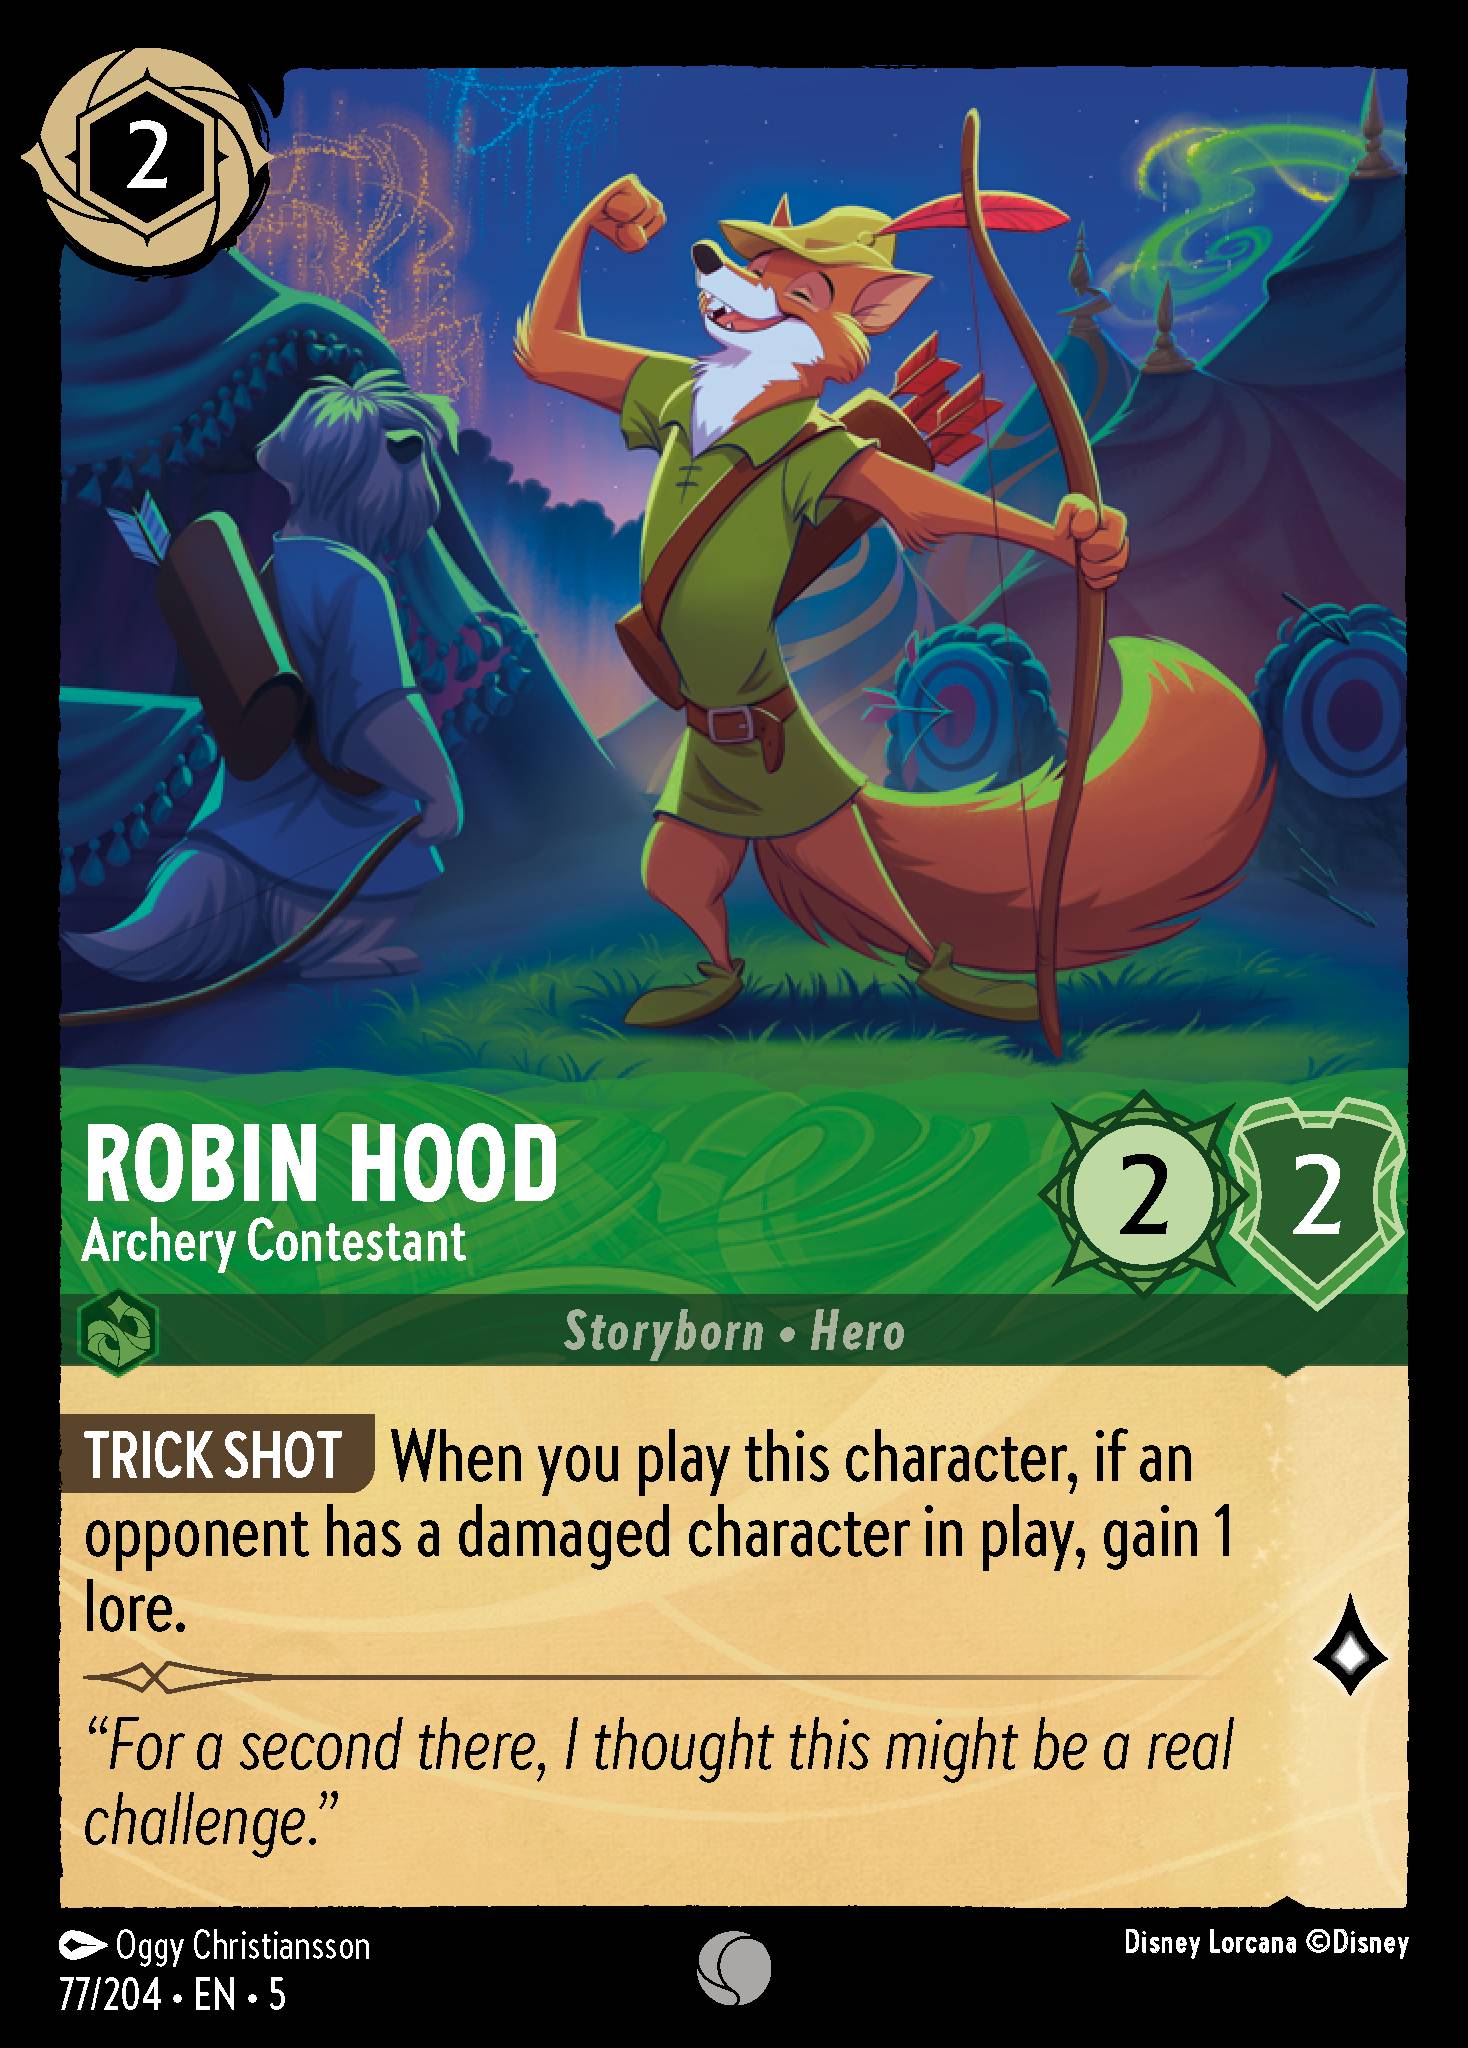 2
ROBIN HOOD
Archery Contestant
2 2
Storyborn • Hero
TRICK SHOT When you play this character, if an
opponent has a damaged character in play, gain 1
lore.
“For a second there, I thought this might be a real
challenge.”
Oggy Christiansson
Disney Lorcana ©Disney
77/204 • EN • 5